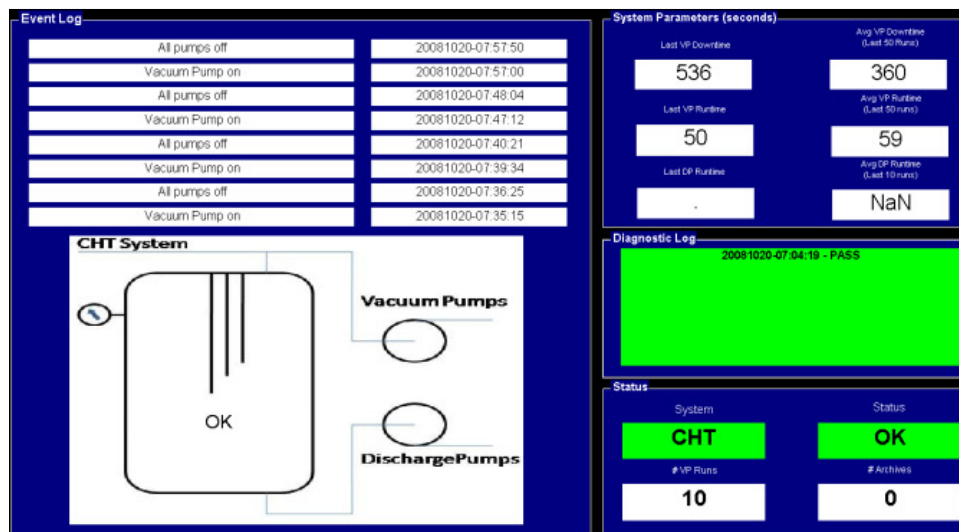 Event Log
All pumps off 20081020-07:57:50
Vacuum Pump on 20081020-07:57:00
All pumps off 20081020-07:48:04
Vacuum Pump on 20081020-07:47:12
All pumps off 20081020-07:40:21
Vacuum Pump on 20081020-07:39:34
All pumps off 20081020-07:36:25
Vacuum Pump on 20081020-07:35:15
CHT System
Vacuum Pumps
OK
DischargePumps
System Parameters (seconds)
Last VP Downtime
536
Avg VP Downtime
(Last 50 Runs)
360
Last VP Runtime
50
Avg VP Runtime
(Last 50 runs)
59
Last DP Runtime
.
Avg DP Runtime
(Last 10 runs)
NaN
Diagnostic Log
20081020-07:04:19 - PASS
Status
System
CHT
Status
OK
# VP Runs
10
# Archives
0